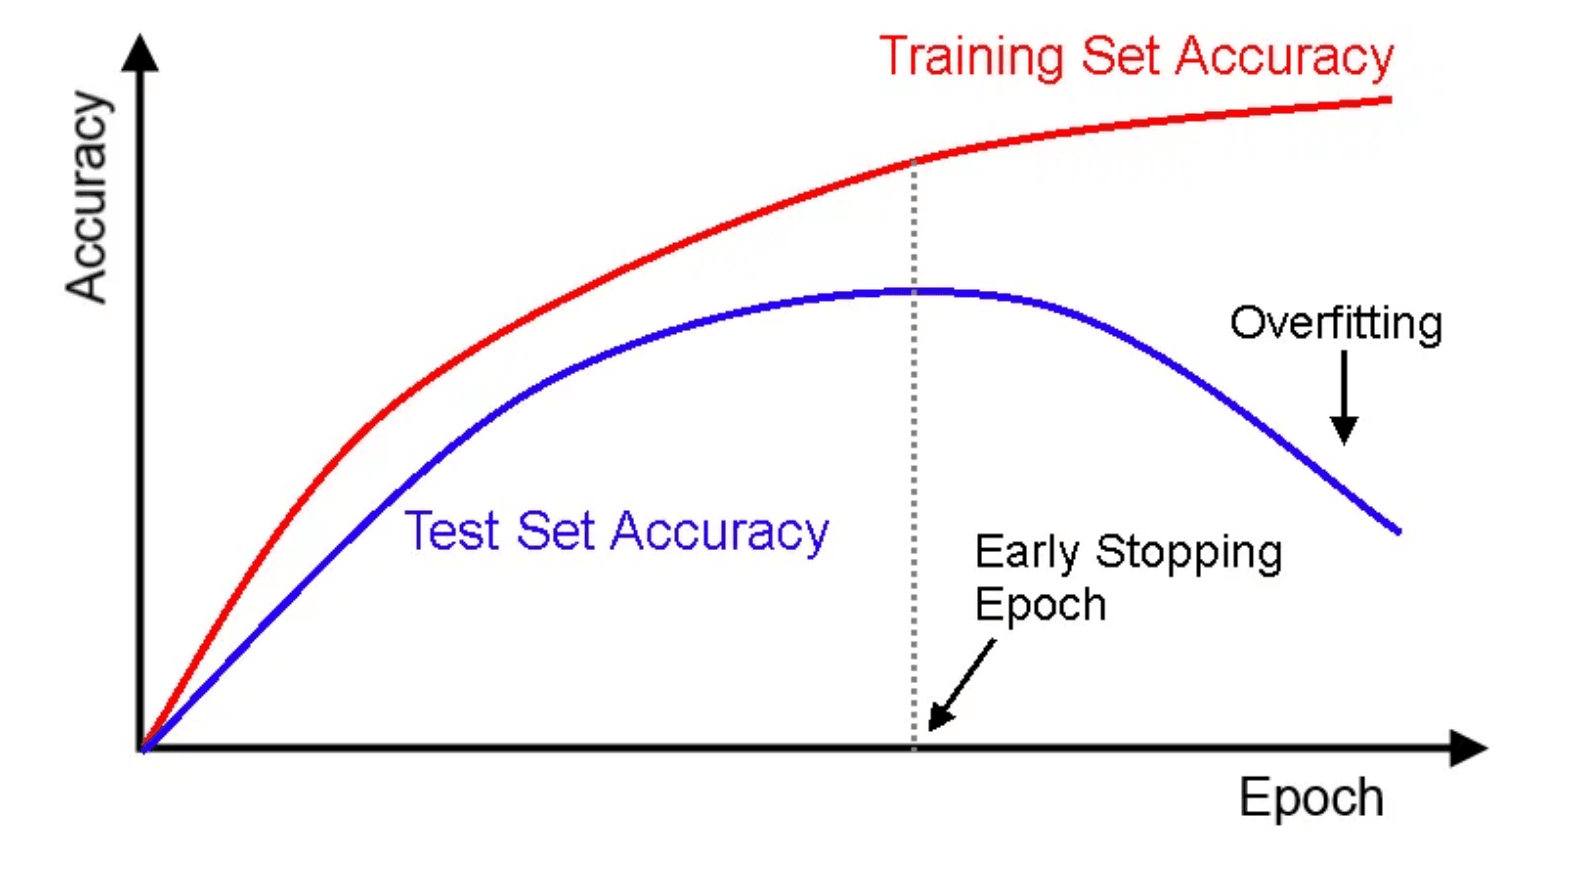 Training Set Accuracy
Accuracy
Overfitting
Test Set Accuracy
Early Stopping
Epoch
Epoch